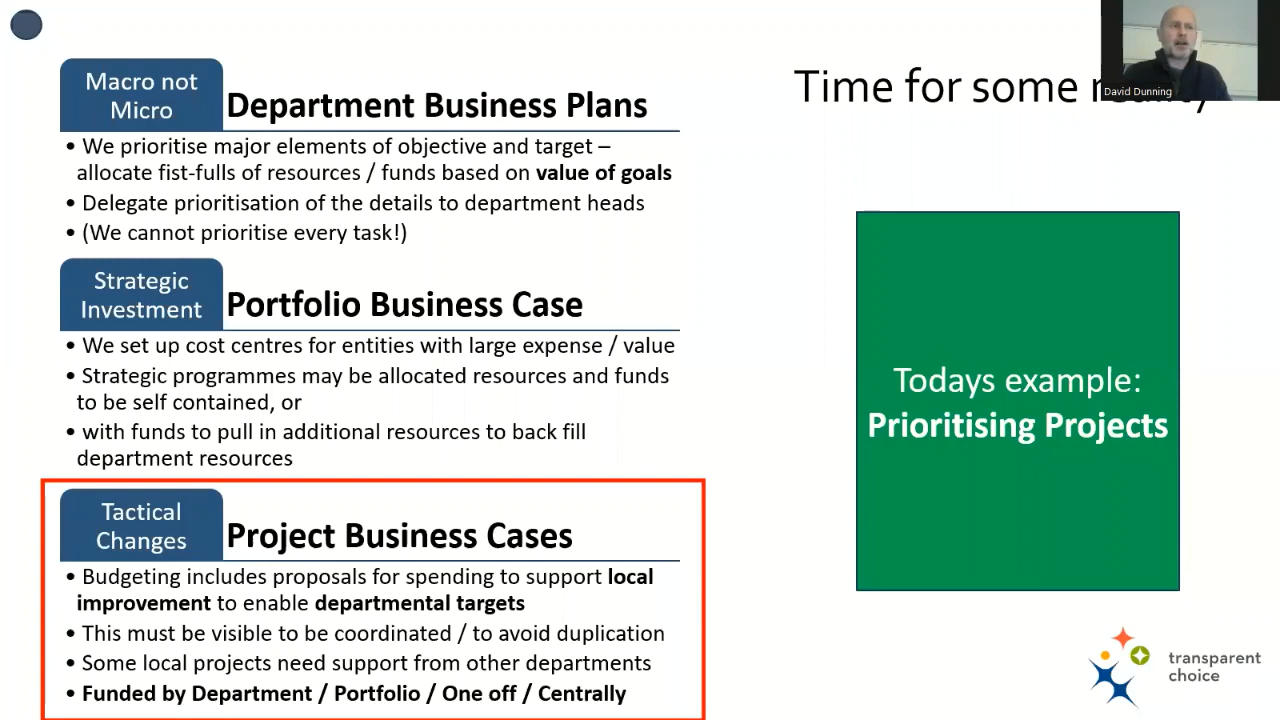 Macro not
Micro
Department Business Plans
• We prioritise major elements of objective and target –
allocate fist-fulls of resources / funds based on value of goals
• Delegate prioritisation of the details to department heads
• (We cannot prioritise every task!)
Strategic
Investment
Portfolio Business Case
• We set up cost centres for entities with large expense / value
• Strategic programmes may be allocated resources and funds
to be self contained, or
• with funds to pull in additional resources to back fill
department resources
Tactical
Changes
Project Business Cases
• Budgeting includes proposals for spending to support local
improvement to enable departmental targets
• This must be visible to be coordinated / to avoid duplication
• Some local projects need support from other departments
• Funded by Department / Portfolio / One off / Centrally
Time for some
David Dunning
Todays example:
Prioritising Projects
transparent
choice